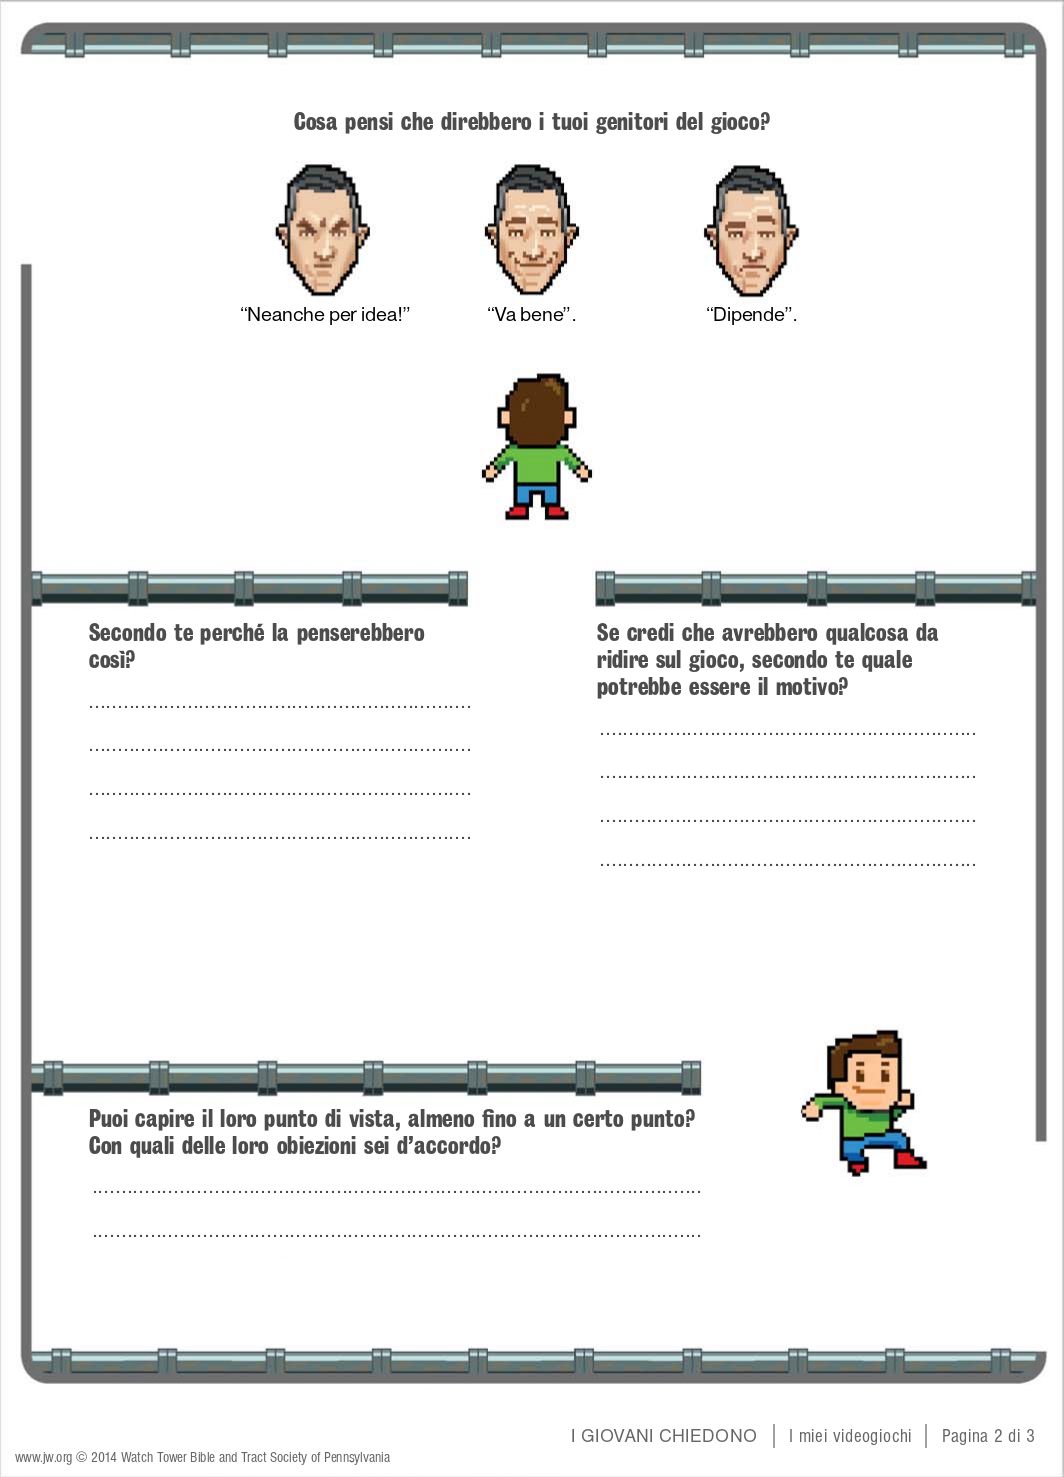 Cosa pensi che direbbero i tuoi genitori del gioco?
“Neanche per idea!” “Va bene”. “Dipende”.
Secondo te perché la penserebbero
così?
Se credi che avrebbero qualcosa da
ridire sul gioco, secondo te quale
potrebbe essere il motivo?
Puoi capire il loro punto di vista, almeno fino a un certo punto?
Con quali delle loro obiezioni sei d’accordo?
I GIOVANI CHIEDONO | I miei videogiochi | Pagina 2 di 3
www.jw.org © 2014 Watch Tower Bible and Tract Society of Pennsylvania